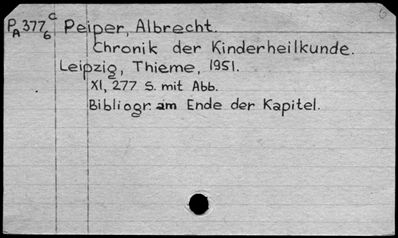 PA 377 6 C Peiper, Albrecht.
Chronik der Kinderheilkunde.
Leipzig, Thieme, 1951.
XI, 277 S. mit Abb.
Bibliogr. am Ende der Kapitel.